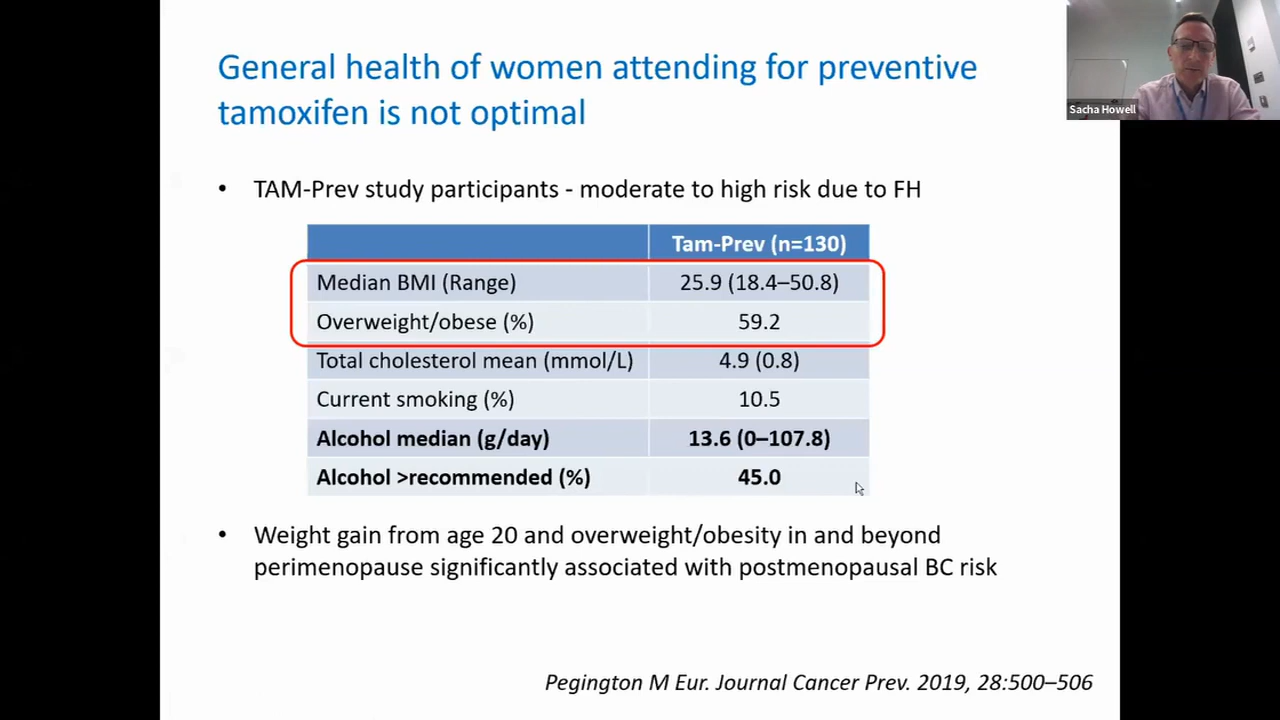 General health of women attending for preventive
tamoxifen is not optimal
Sacha Howell
• TAM-Prev study participants - moderate to high risk due to FH
Tam-Prev (n=130)
Median BMI (Range) 25.9 (18.4–50.8)
Overweight/obese (%) 59.2
Total cholesterol mean (mmol/L) 4.9 (0.8)
Current smoking (%) 10.5
Alcohol median (g/day) 13.6 (0–107.8)
Alcohol >recommended (%) 45.0
• Weight gain from age 20 and overweight/obesity in and beyond
perimenopause significantly associated with postmenopausal BC risk
Pegington M Eur. Journal Cancer Prev. 2019, 28:500–506